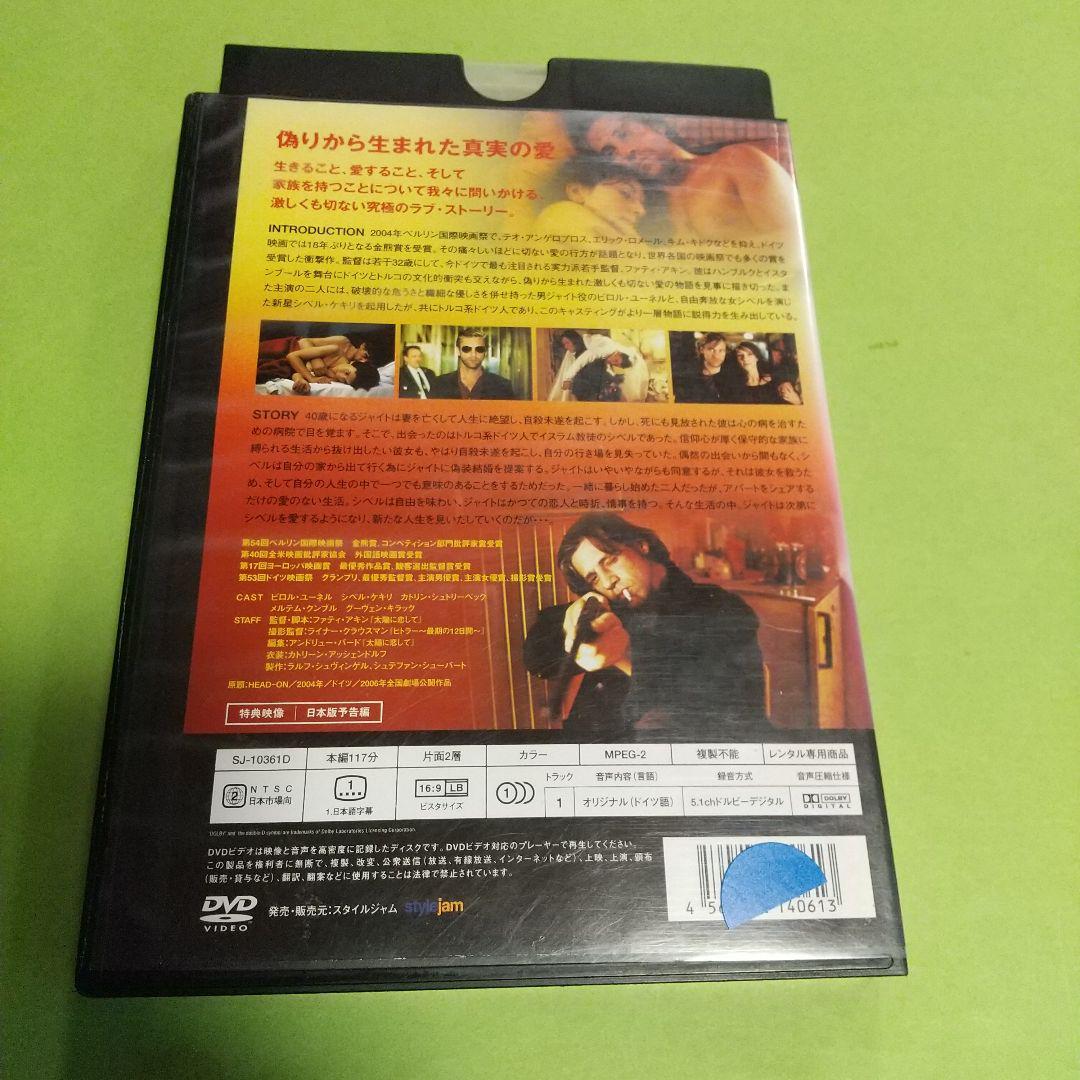 偽りから生まれた真実の愛
生きること、愛すること、そして
家族を持つことについて我々に問いかける、
激しくも切ない究極のラブ・ストーリー。
INTRODUCTION 2004年ベルリン国際映画祭で、テオ・アンゲロプロス、エリック・ロメール、キム・ギドクなどを抑え、ドイツ
映画では18年ぶりとなる金熊賞を受賞。その痛々しいほどに切ない愛の行方が話題となり、世界各国の映画祭でも多くの賞を
受賞した衝撃作。監督は若干32歳にして、今ドイツで最も注目される実力派若手監督、ファティ・アキン。彼はハンブルクとイスタ
ンブールを舞台にドイツとトルコの文化的衝突も交えながら、偽りから生まれた激しくも切ない愛の物語を見事に描き切った。ま
た主演の二人には、破壊的な危うさと繊細な優しさを併せ持った男ジャイト役のビロル・ユーネルと、自由奔放な女シベルを演じ
た新星シベル・ケキリを起用したが、共にトルコ系ドイツ人であり、このキャスティングがより一層物語に説得力を生み出している。
STORY 40歳になるジャイトは妻を亡くして人生に絶望し、自殺未遂を起こす。しかし、死にも見放された彼は心の病を治すた
めの病院で目を覚ます。そこで、出会ったのはトルコ系ドイツ人でイスラム教徒のシベルであった。信仰心が厚く保守的な家族に
縛られる生活から抜け出したい彼女も、やはり自殺未遂を起こし、自分の行き場を見失っていた。偶然の出会いから間もなく、シ
ベルは自分の家から出て行く為にジャイトに偽装結婚を提案する。ジャイトはいやいやながらも同意するが、それは彼女を救うた
め、そして自分の人生の中で一つでも意味のあることをするためだった。一緒に暮らし始めた二人だったが、アパートをシェアする
だけの愛のない生活。シベルは自由を味わい、ジャイトはかつての恋人と時折、情事を持つ。そんな生活の中、ジャイトは次第に
シベルを愛するようになり、新たな人生を見いだしていくのだが・・・。
第54回ベルリン国際映画祭 金熊賞、コンペティション部門批評家賞受賞
第40回全米映画批評家協会 外国語映画賞受賞
第17回ヨーロッパ映画賞 最優秀作品賞、観客選出監督賞受賞
第53回ドイツ映画祭 グランプリ、最優秀監督賞、主演男優賞、主演女優賞、撮影賞受賞
CAST ビロル・ユーネル シベル・ケキリ カトリン・シュトリーベック
メルテム・クンブル グーヴェン・キラック
STAFF 監督・脚本：ファティ・アキン『太陽に恋して』
撮影監督：ライナー・クラウスマン『ヒトラー～最期の12日間～』
編集：アンドリュー・バード『太陽に恋して』
衣装：カトリーン・アッシェンドルフ
製作：ラルフ・シュヴィンゲル、シュテファン・シューバート
原題：HEAD-ON／2004年／ドイツ／2006年全国劇場公開作品
特典映像 日本版予告編
SJ-10361D 本編117分 片面2層 カラー MPEG-2 複製不能 レンタル専用商品
2 NTSC 日本市場向
1 1.日本語字幕
16:9 LB ビスタサイズ
1
トラック 音声内容（言語） 録音方式 音声圧縮仕様
1 オリジナル（ドイツ語） 5.1chドルビーデジタル DOLBY DIGITAL
"DOLBY" and the double-D symbol are trademarks of Dolby Laboratories Licensing Corporation.
DVDビデオは映像と音声を高密度に記録したディスクです。DVDビデオ対応のプレーヤーで再生してください。
この製品を権利者に無断で、複製、改変、公衆送信（放送、有線放送、インターネットなど）、上映、上演、頒布
（販売・貸与など）、翻訳、翻案などに使用することは法律で禁止されています。
DVD VIDEO
発売・販売元：スタイルジャム stylejam
140613